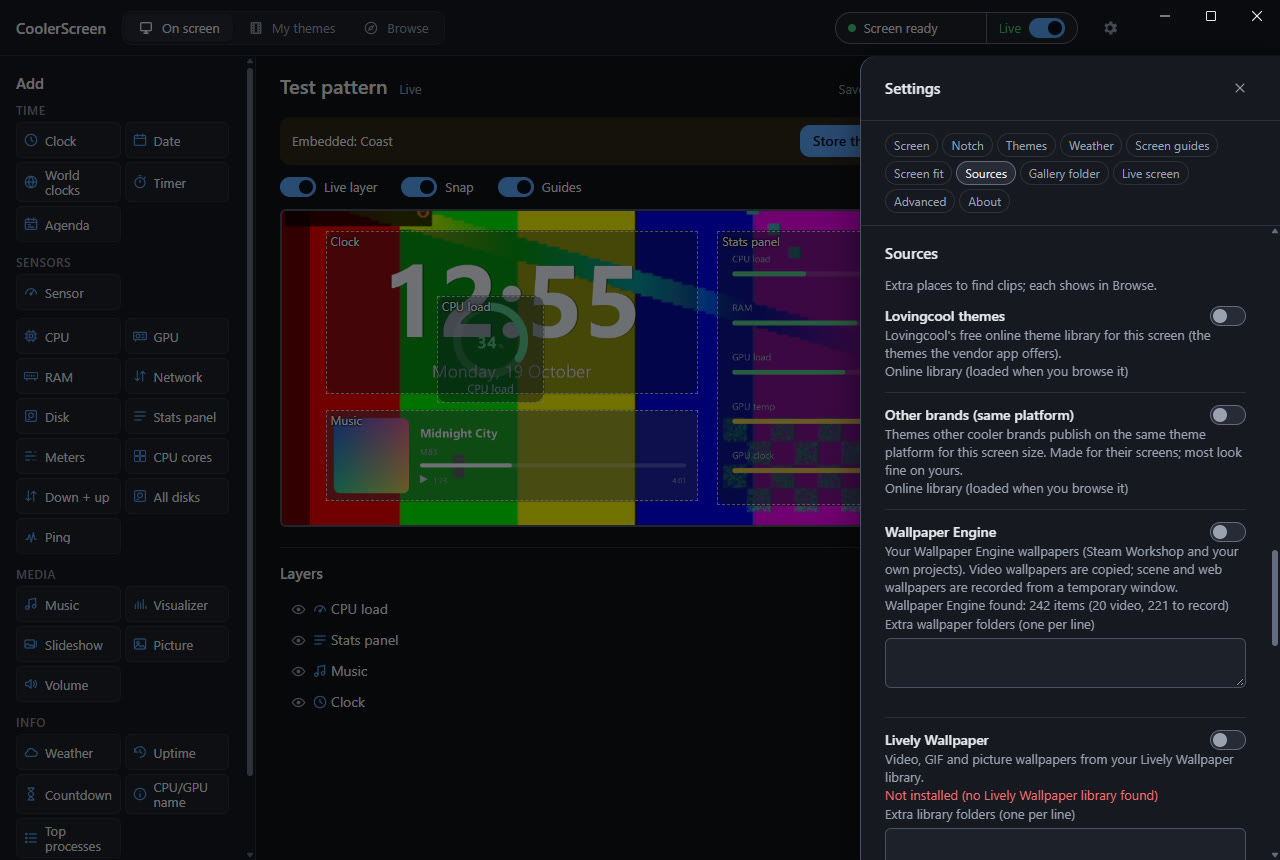 CoolerScreen
On screen
My themes
Browse
Screen ready
Live
Add
TIME
Clock
Date
World
clocks
Timer
Agenda
SENSORS
Sensor
CPU
GPU
RAM
Network
Disk
Stats panel
Meters
CPU cores
Down + up
All disks
Ping
MEDIA
Music
Visualizer
Slideshow
Picture
Volume
INFO
Weather
Uptime
Countdown
CPU/GPU
name
Top
processes
Test pattern
Live
Save
Embedded: Coast
Store th
Live layer
Snap
Guides
Clock
12:55
CPU load
34
Monday, 19 October
CPU load
Music
Midnight City
M83
1:23
4:01
Stats panel
CPU load
RAM
GPU load
GPU temp
GPU clock
Layers
CPU load
Stats panel
Music
Clock
Settings
Screen
Notch
Themes
Weather
Screen guides
Screen fit
Sources
Gallery folder
Live screen
Advanced
About
Sources
Extra places to find clips; each shows in Browse.
Lovingcool themes
Lovingcool's free online theme library for this screen (the
themes the vendor app offers).
Online library (loaded when you browse it)
Other brands (same platform)
Themes other cooler brands publish on the same theme
platform for this screen size. Made for their screens; most look
fine on yours.
Online library (loaded when you browse it)
Wallpaper Engine
Your Wallpaper Engine wallpapers (Steam Workshop and your
own projects). Video wallpapers are copied; scene and web
wallpapers are recorded from a temporary window.
Wallpaper Engine found: 242 items (20 video, 221 to record)
Extra wallpaper folders (one per line)
Lively Wallpaper
Video, GIF and picture wallpapers from your Lively Wallpaper
library.
Not installed (no Lively Wallpaper library found)
Extra library folders (one per line)